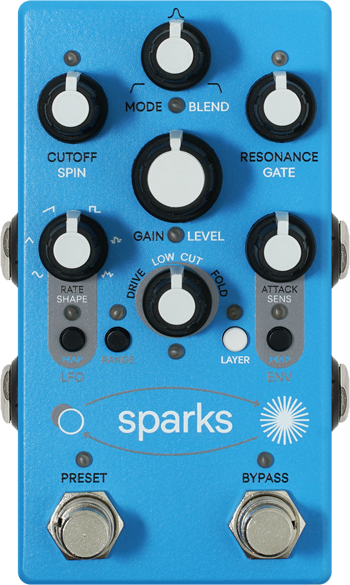 MODE BLEND
CUTOFF
SPIN
RESONANCE
GATE
GAIN LEVEL
RATE
SHAPE
DRIVE LOW CUT FOLD
ATTACK
SENS
MAP
LFO
RANGE
LAYER
MAP
ENV
sparks
PRESET
BYPASS